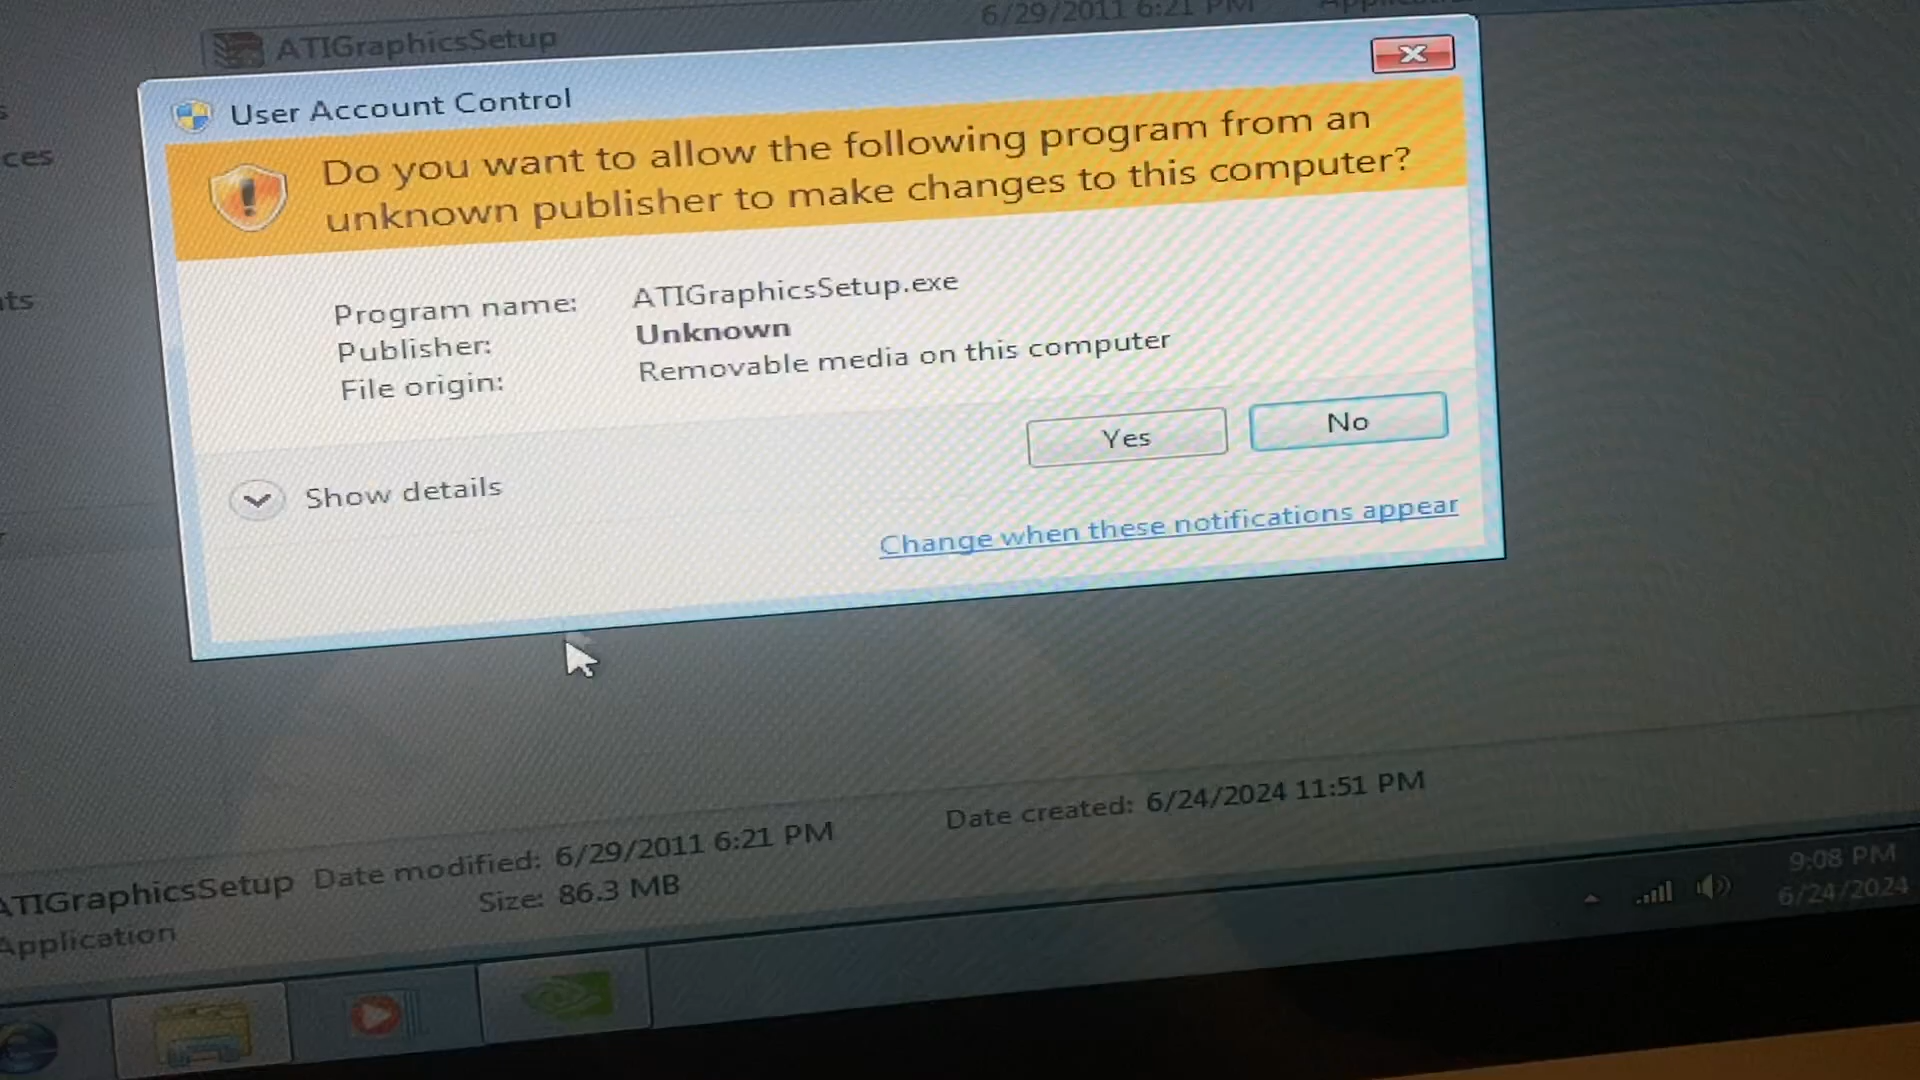 6/29/2011 6:21 PM
ATIGraphicsSetup
User Account Control
Do you want to allow the following program from an
unknown publisher to make changes to this computer?
ces
nts
Program name: ATIGraphicsSetup.exe
Publisher: Unknown
File origin: Removable media on this computer
Yes
No
Show details
Change when these notifications appear
ATIGraphicsSetup Date modified: 6/29/2011 6:21 PM Date created: 6/24/2024 11:51 PM
Application Size: 86.3 MB
9:08 PM
6/24/2024